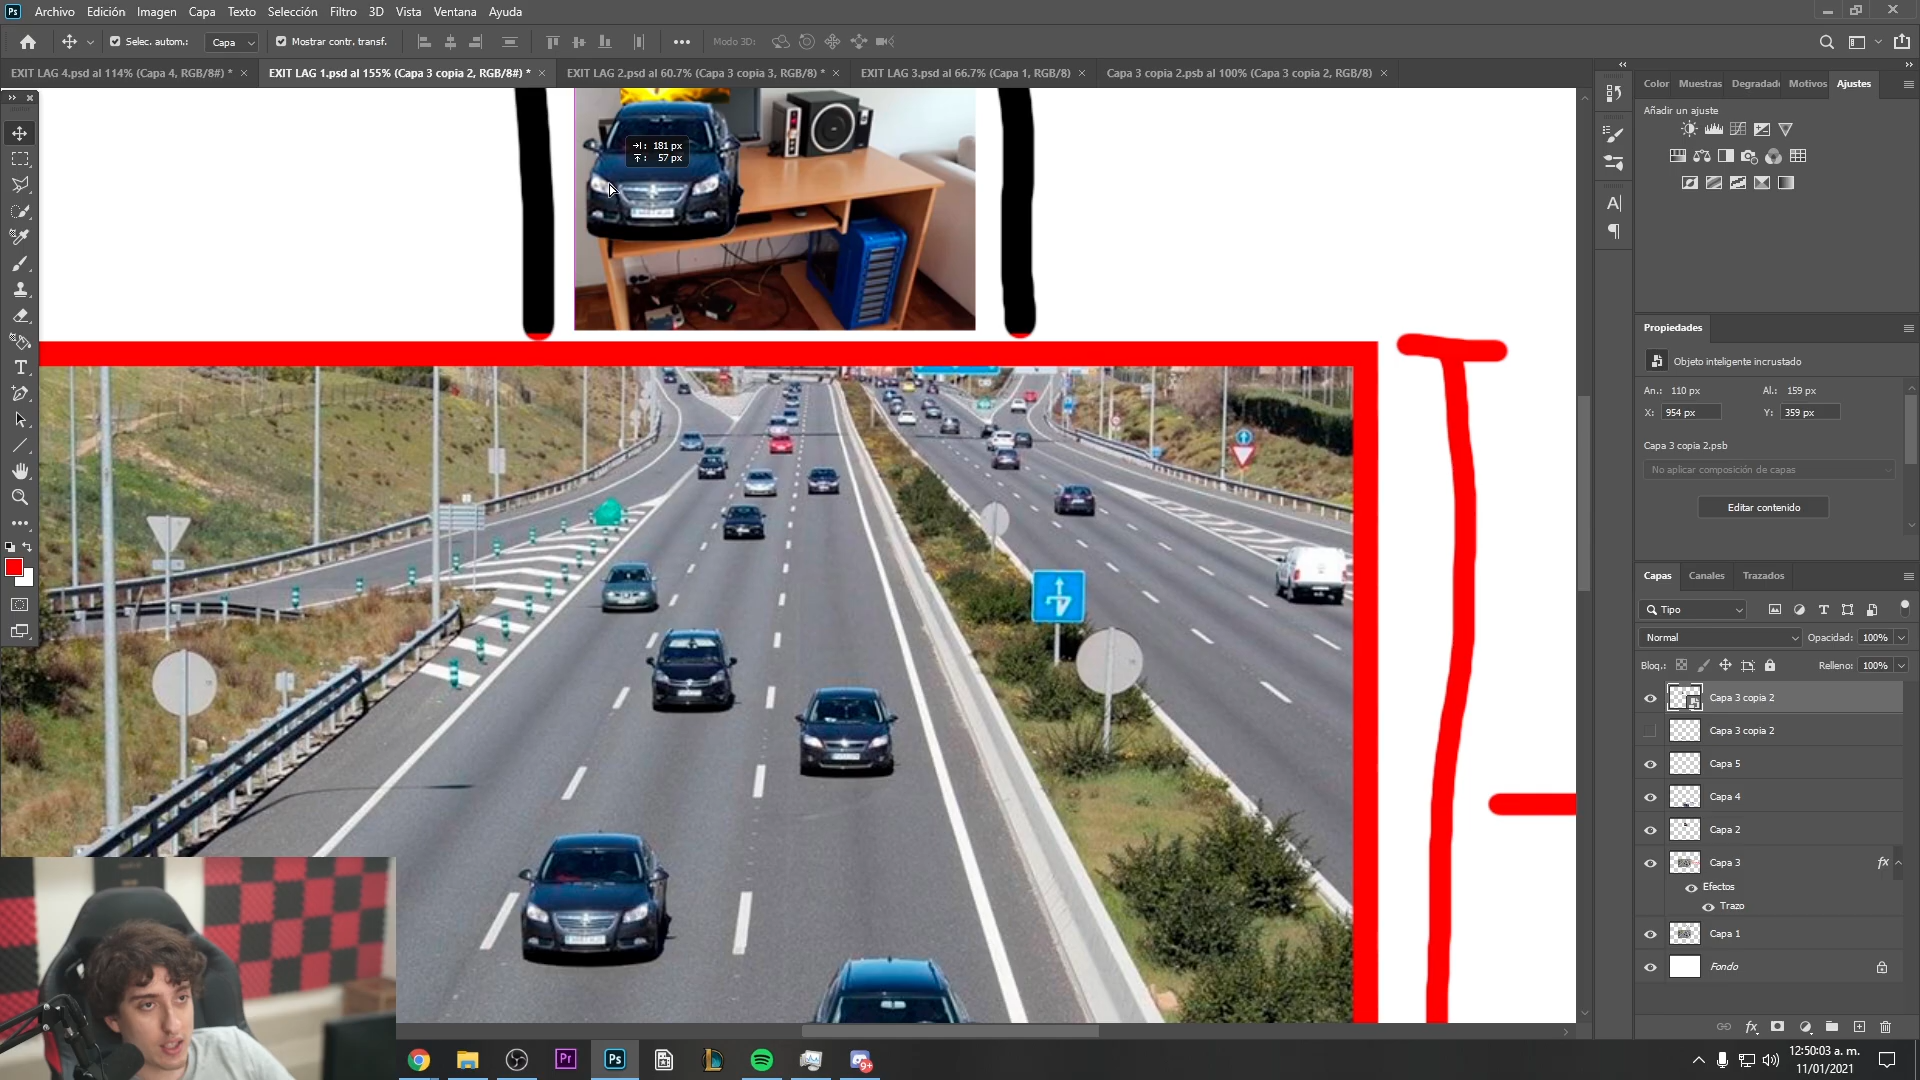 Ps Archivo Edición Imagen Capa Texto Selección Filtro 3D Vista Ventana Ayuda
Selec. autom.: Capa Mostrar contr. transf. Modo 3D:
EXIT LAG 4.psd al 114% (Capa 4, RGB/8#) * EXIT LAG 1.psd al 155% (Capa 3 copia 2, RGB/8#) * EXIT LAG 2.psd al 60.7% (Capa 3 copia 3, RGB/8) * EXIT LAG 3.psd al 66.7% (Capa 1, RGB/8) Capa 3 copia 2.psb al 100% (Capa 3 copia 2, RGB/8)
181 px
57 px
Color Muestras Degradad Motivos Ajustes
Añadir un ajuste
Propiedades
Objeto inteligente incrustado
An.: 110 px Al.: 159 px
X: 954 px Y: 359 px
Capa 3 copia 2.psb
No aplicar composición de capas
Editar contenido
Capas Canales Trazados
Tipo
Normal Opacidad: 100%
Bloq.: Relleno: 100%
Capa 3 copia 2
Capa 3 copia 2
Capa 5
Capa 4
Capa 2
Capa 3 fx
Efectos
Trazo
Capa 1
Fondo
fx
Pr Ps 9+
12:50:03 a. m.
11/01/2021